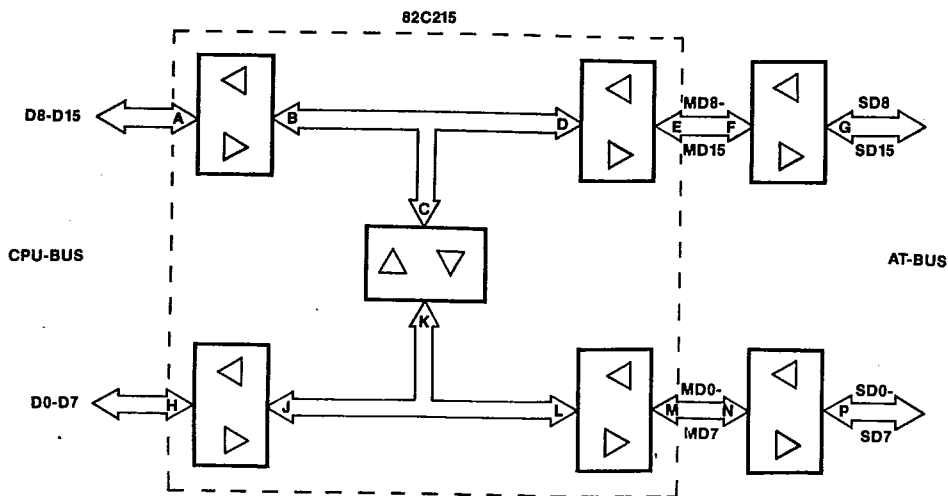 82C215
D8-D15
A
B
D
MD8-
E
F
MD15
SD8
G
SD15
C
CPU-BUS
AT-BUS
K
D0-D7
H
J
L
MD0-
M
N
MD7
SD0-
P
SD7